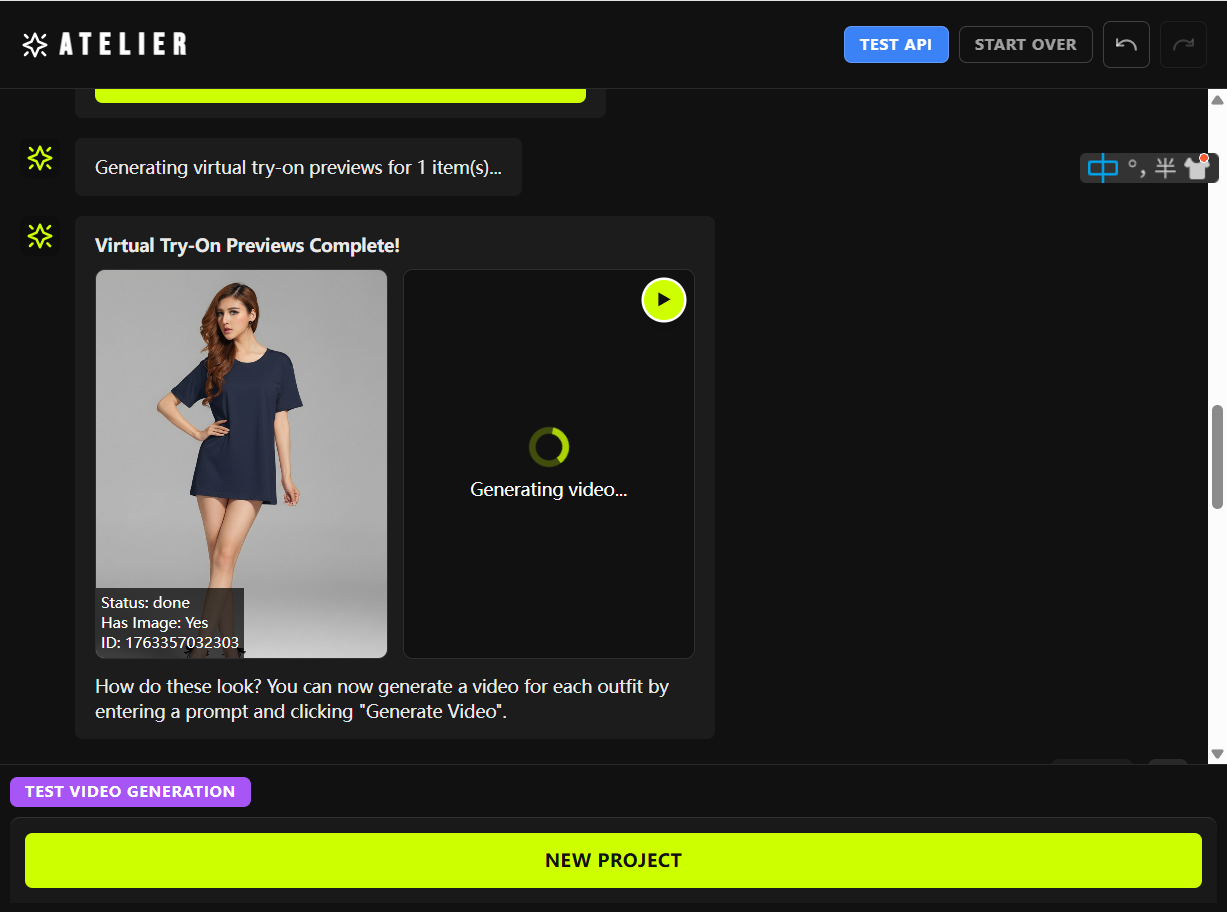 ATELIER
TEST API
START OVER
Generating virtual try-on previews for 1 item(s)...
中 °, 半
Virtual Try-On Previews Complete!
Generating video...
Status: done
Has Image: Yes
ID: 1763357032303
How do these look? You can now generate a video for each outfit by
entering a prompt and clicking "Generate Video".
TEST VIDEO GENERATION
NEW PROJECT